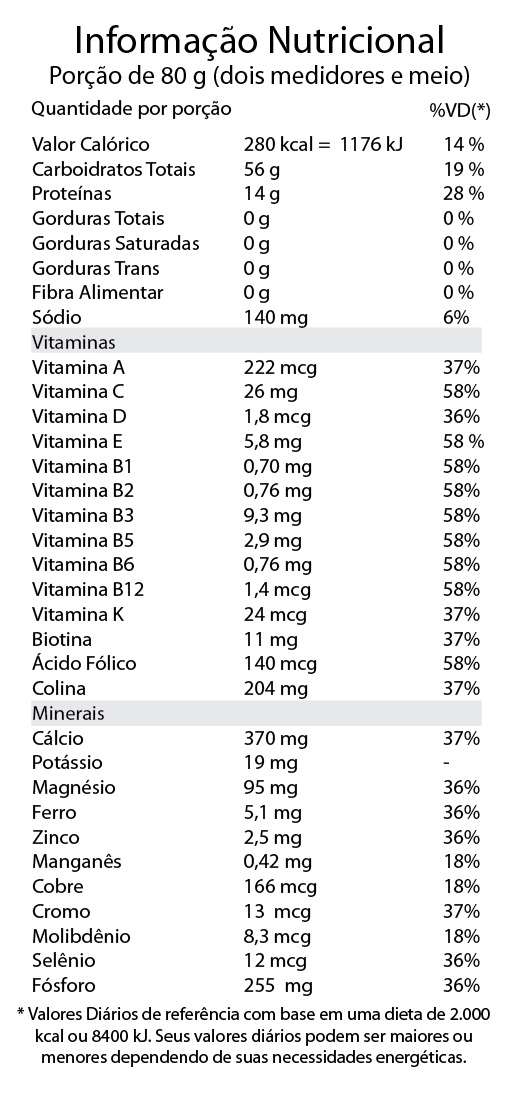 Informação Nutricional
Porção de 80 g (dois medidores e meio)
Quantidade por porção %VD(*)
Valor Calórico 280 kcal = 1176 kJ 14 %
Carboidratos Totais 56 g 19 %
Proteínas 14 g 28 %
Gorduras Totais 0 g 0 %
Gorduras Saturadas 0 g 0 %
Gorduras Trans 0 g 0 %
Fibra Alimentar 0 g 0 %
Sódio 140 mg 6%
Vitaminas
Vitamina A 222 mcg 37%
Vitamina C 26 mg 58%
Vitamina D 1,8 mcg 36%
Vitamina E 5,8 mg 58 %
Vitamina B1 0,70 mg 58%
Vitamina B2 0,76 mg 58%
Vitamina B3 9,3 mg 58%
Vitamina B5 2,9 mg 58%
Vitamina B6 0,76 mg 58%
Vitamina B12 1,4 mcg 58%
Vitamina K 24 mcg 37%
Biotina 11 mg 37%
Ácido Fólico 140 mcg 58%
Colina 204 mg 37%
Minerais
Cálcio 370 mg 37%
Potássio 19 mg -
Magnésio 95 mg 36%
Ferro 5,1 mg 36%
Zinco 2,5 mg 36%
Manganês 0,42 mg 18%
Cobre 166 mcg 18%
Cromo 13 mcg 37%
Molibdênio 8,3 mcg 18%
Selênio 12 mcg 36%
Fósforo 255 mg 36%
* Valores Diários de referência com base em uma dieta de 2.000
kcal ou 8400 kJ. Seus valores diários podem ser maiores ou
menores dependendo de suas necessidades energéticas.